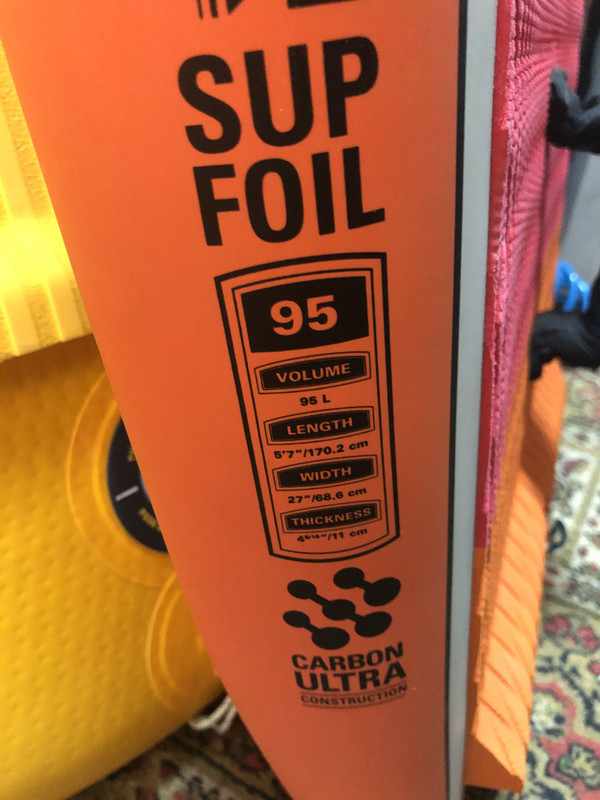 SUP
FOIL
95
VOLUME
95 L
LENGTH
5'7"/170.2 cm
WIDTH
27"/68.6 cm
THICKNESS
4 5/16"/11 cm
CARBON
ULTRA
CONSTRUCTION